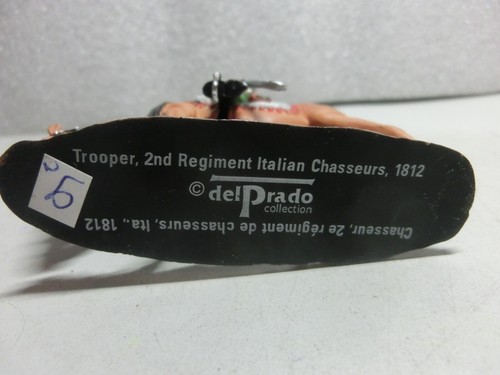 Trooper, 2nd Regiment Italian Chasseurs, 1812
© delPrado
collection
Chasseur, 2e régiment de chasseurs, Ita., 1812
5